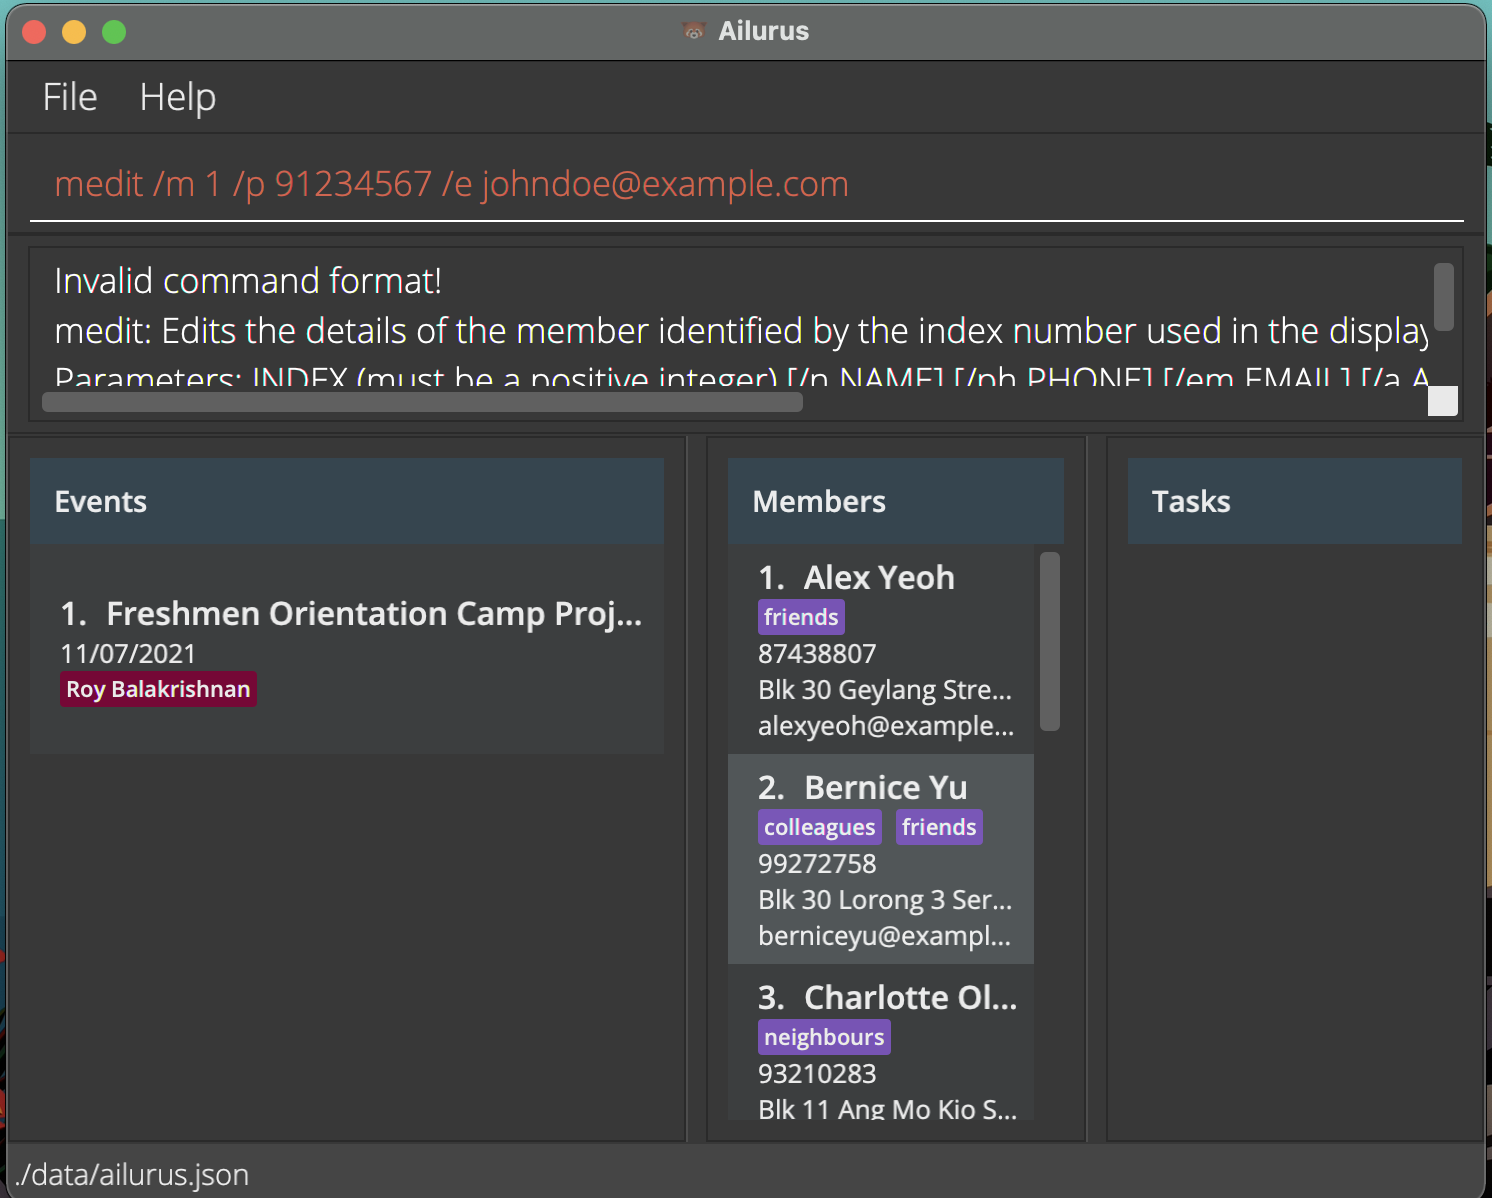 Ailurus
File Help
medit /m 1 /p 91234567 /e johndoe@example.com
Invalid command format!
medit: Edits the details of the member identified by the index number used in the display
Parameters: INDEX (must be a positive integer) [/n NAME] [/ph PHONE] [/em EMAIL] [/a A
Events
1. Freshmen Orientation Camp Proj...
11/07/2021
Roy Balakrishnan
Members
1. Alex Yeoh
friends
87438807
Blk 30 Geylang Stre...
alexyeoh@example...
2. Bernice Yu
colleagues friends
99272758
Blk 30 Lorong 3 Ser...
berniceyu@exampl...
3. Charlotte Ol...
neighbours
93210283
Blk 11 Ang Mo Kio S...
Tasks
./data/ailurus.json